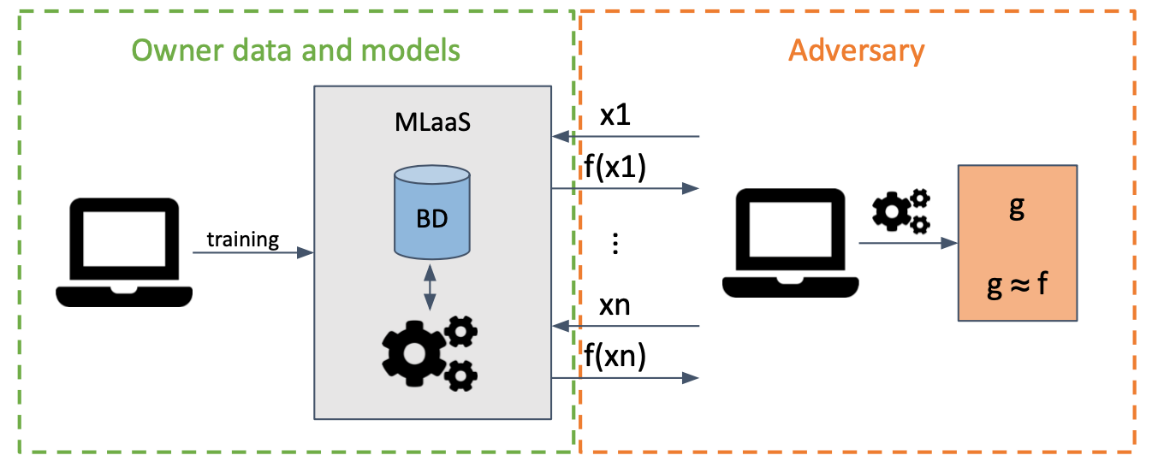 Owner data and models
Adversary
MLaaS
BD
training
x1
f(x1)
⋮
xn
f(xn)
g
g ≈ f